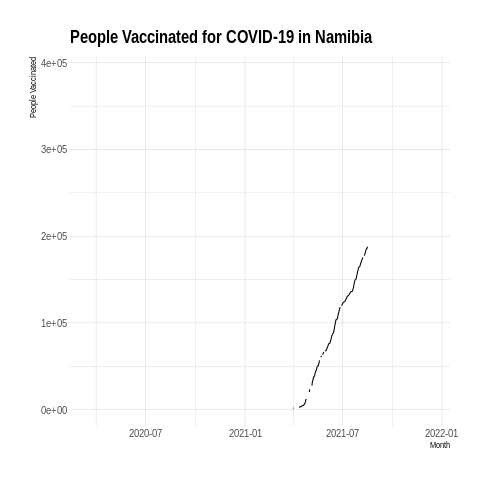 People Vaccinated for COVID-19 in Namibia
People Vaccinated
4e+05
3e+05
2e+05
1e+05
0e+00
2020-07 2021-01 2021-07 2022-01
Month